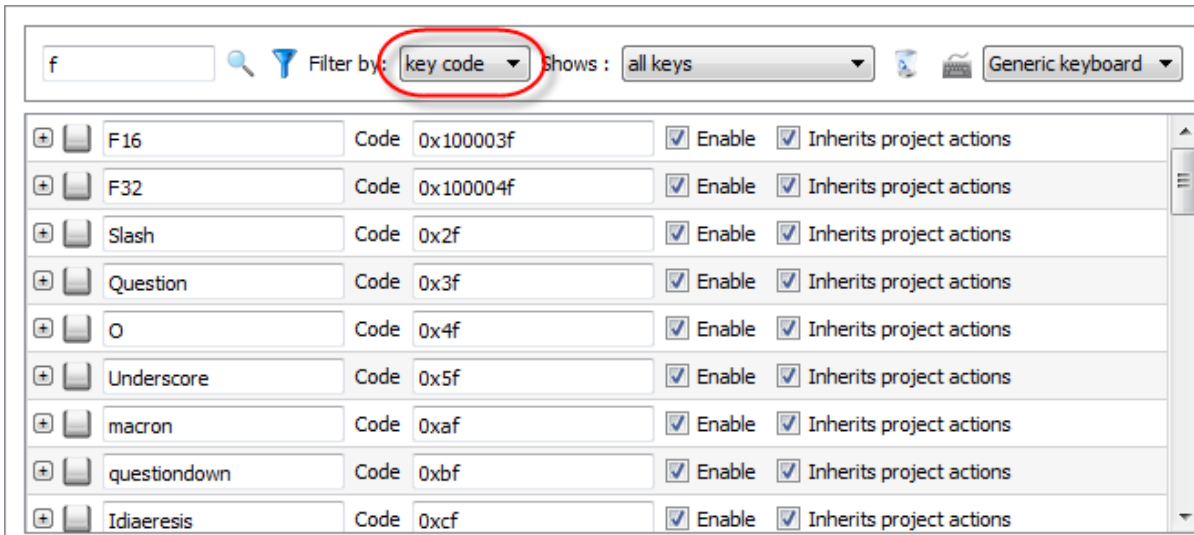 f Filter by: key code Shows : all keys Generic keyboard
F16 Code 0x100003f Enable Inherits project actions
F32 Code 0x100004f Enable Inherits project actions
Slash Code 0x2f Enable Inherits project actions
Question Code 0x3f Enable Inherits project actions
O Code 0x4f Enable Inherits project actions
Underscore Code 0x5f Enable Inherits project actions
macron Code 0xaf Enable Inherits project actions
questiondown Code 0xbf Enable Inherits project actions
Idiaeresis Code 0xcf Enable Inherits project actions